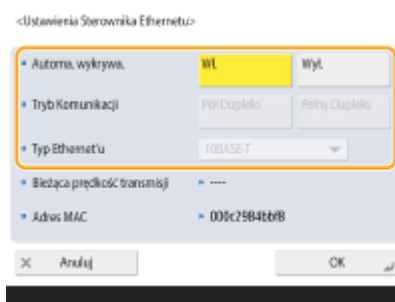 <Ustawienia Sterownika Ethernetu>
Automa. wykrywa.
Wł.
Wył.
Tryb Komunikacji
Pół Dupleks
Pełny Dupleks
Typ Ethernet'u
10BASE-T
Bieżąca prędkość transmisji
----
Adres MAC
000c2984bbf8
Anuluj
OK